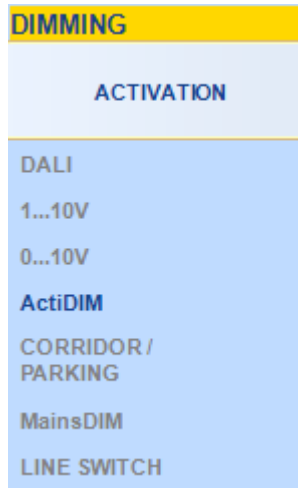 DIMMING
ACTIVATION
DALI
1...10V
0...10V
ActiDIM
CORRIDOR /
PARKING
MainsDIM
LINE SWITCH